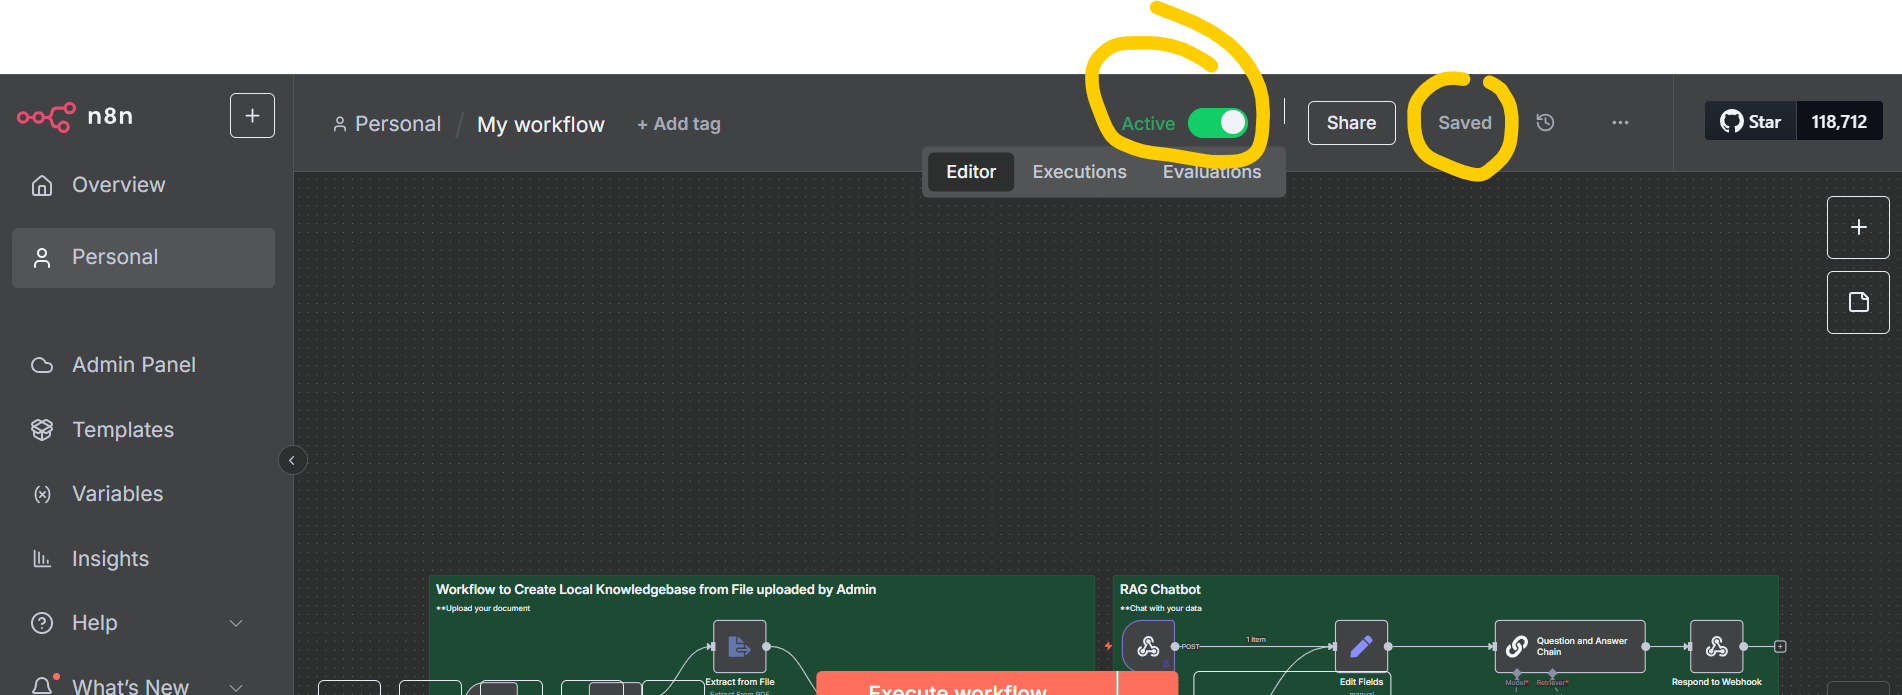 n8n
+
Personal / My workflow + Add tag
Active
Share
Saved
...
Star 118,712
Editor Executions Evaluations
Overview
Personal
Admin Panel
Templates
Variables
Insights
Help
What's New
Workflow to Create Local Knowledgebase from File uploaded by Admin
**Upload your document
Extract from File
Extract From PDF
RAG Chatbot
**Chat with your data
POST
1 item
Edit Fields
manual
Question and Answer
Chain
Model*
Retriever*
Respond to Webhook
Execute workflow